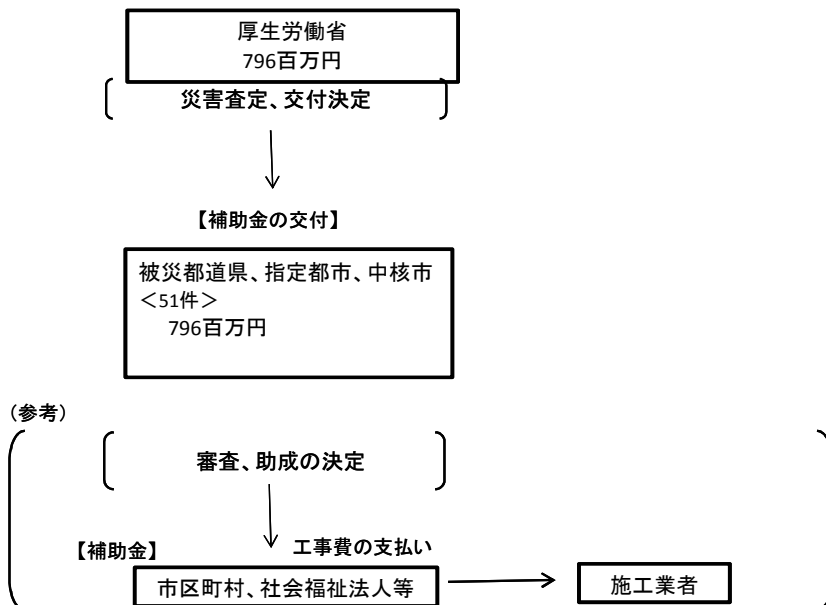 厚生労働省
796百万円
災害査定、交付決定
【補助金の交付】
被災都道県、指定都市、中核市
＜51件＞
796百万円
（参考）
審査、助成の決定
【補助金】
工事費の支払い
市区町村、社会福祉法人等
施工業者